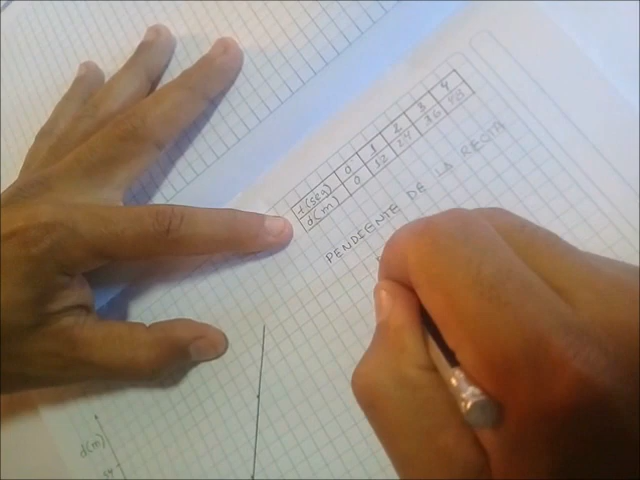 t(seg) 0 1 2 3 4
d(m) 0 12 24 36 48
PENDIENTE DE LA RECTA
d(m)